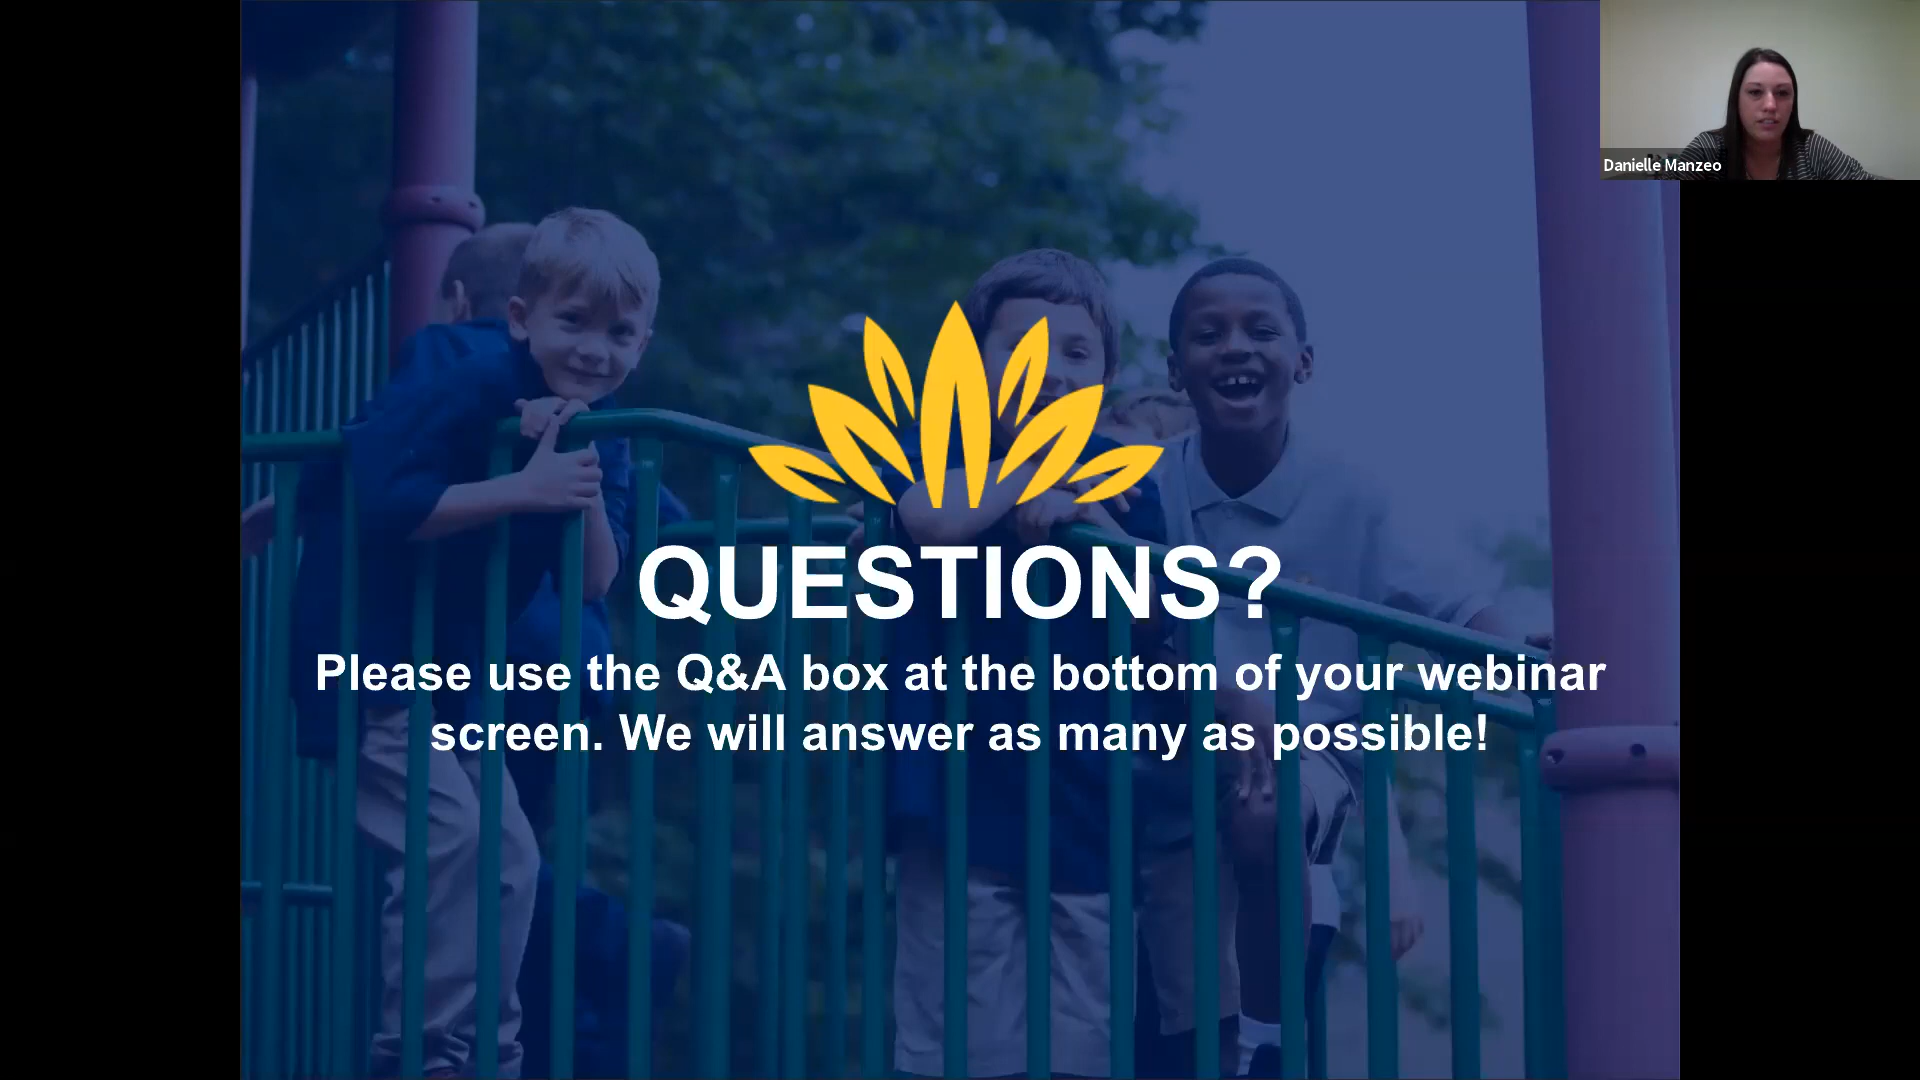 Danielle Manzeo
QUESTIONS?
Please use the Q&A box at the bottom of your webinar
screen. We will answer as many as possible!